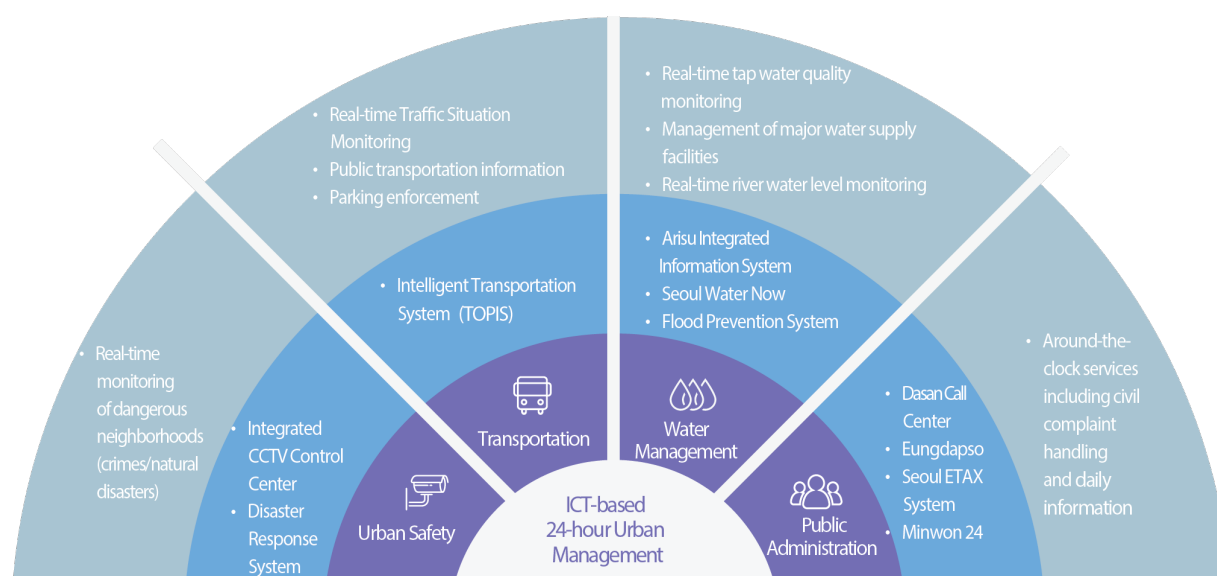 • Real-time
monitoring
of dangerous
neighborhoods
(crimes/natural
disasters)
• Integrated
CCTV Control
Center
• Disaster
Response
System
Urban Safety
• Real-time Traffic Situation
Monitoring
• Public transportation information
• Parking enforcement
• Intelligent Transportation
System (TOPIS)
Transportation
• Real-time tap water quality
monitoring
• Management of major water supply
facilities
• Real-time river water level monitoring
• Arisu Integrated
Information System
• Seoul Water Now
• Flood Prevention System
Water
Management
• Around-the-
clock services
including civil
complaint
handling
and daily
information
• Dasan Call
Center
• Eungdapso
• Seoul ETAX
System
• Minwon 24
Public
Administration
ICT-based
24-hour Urban
Management